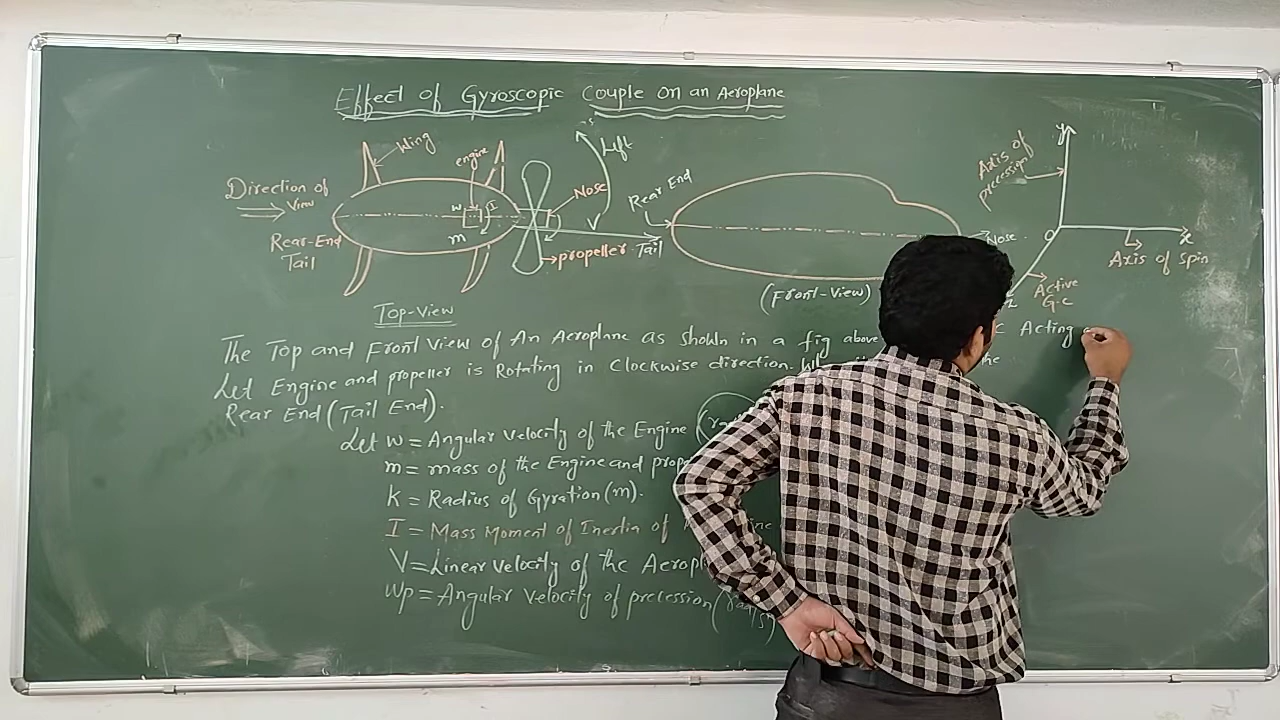 Effect of Gyroscopic Couple on an Aeroplane
Wing
engine
Left
Direction of
View
w
I
m
Nose
Rear-End
Tail
propeller
Tail
Top-View
Rear End
Nose
(Front-View)
y
Axis of
precession
O
x
Axis of Spin
z
Active
G.C
The Top and Front View of An Aeroplane as shown in a fig above
Let Engine and propeller is Rotating in Clockwise direction
Rear End (Tail End).
Let w = Angular Velocity of the Engine
m = mass of the Engine and
k = Radius of Gyration (m).
I = Mass Moment of Inertia of
V = Linear Velocity of the
wp = Angular Velocity of precession (rad/s)
Acting